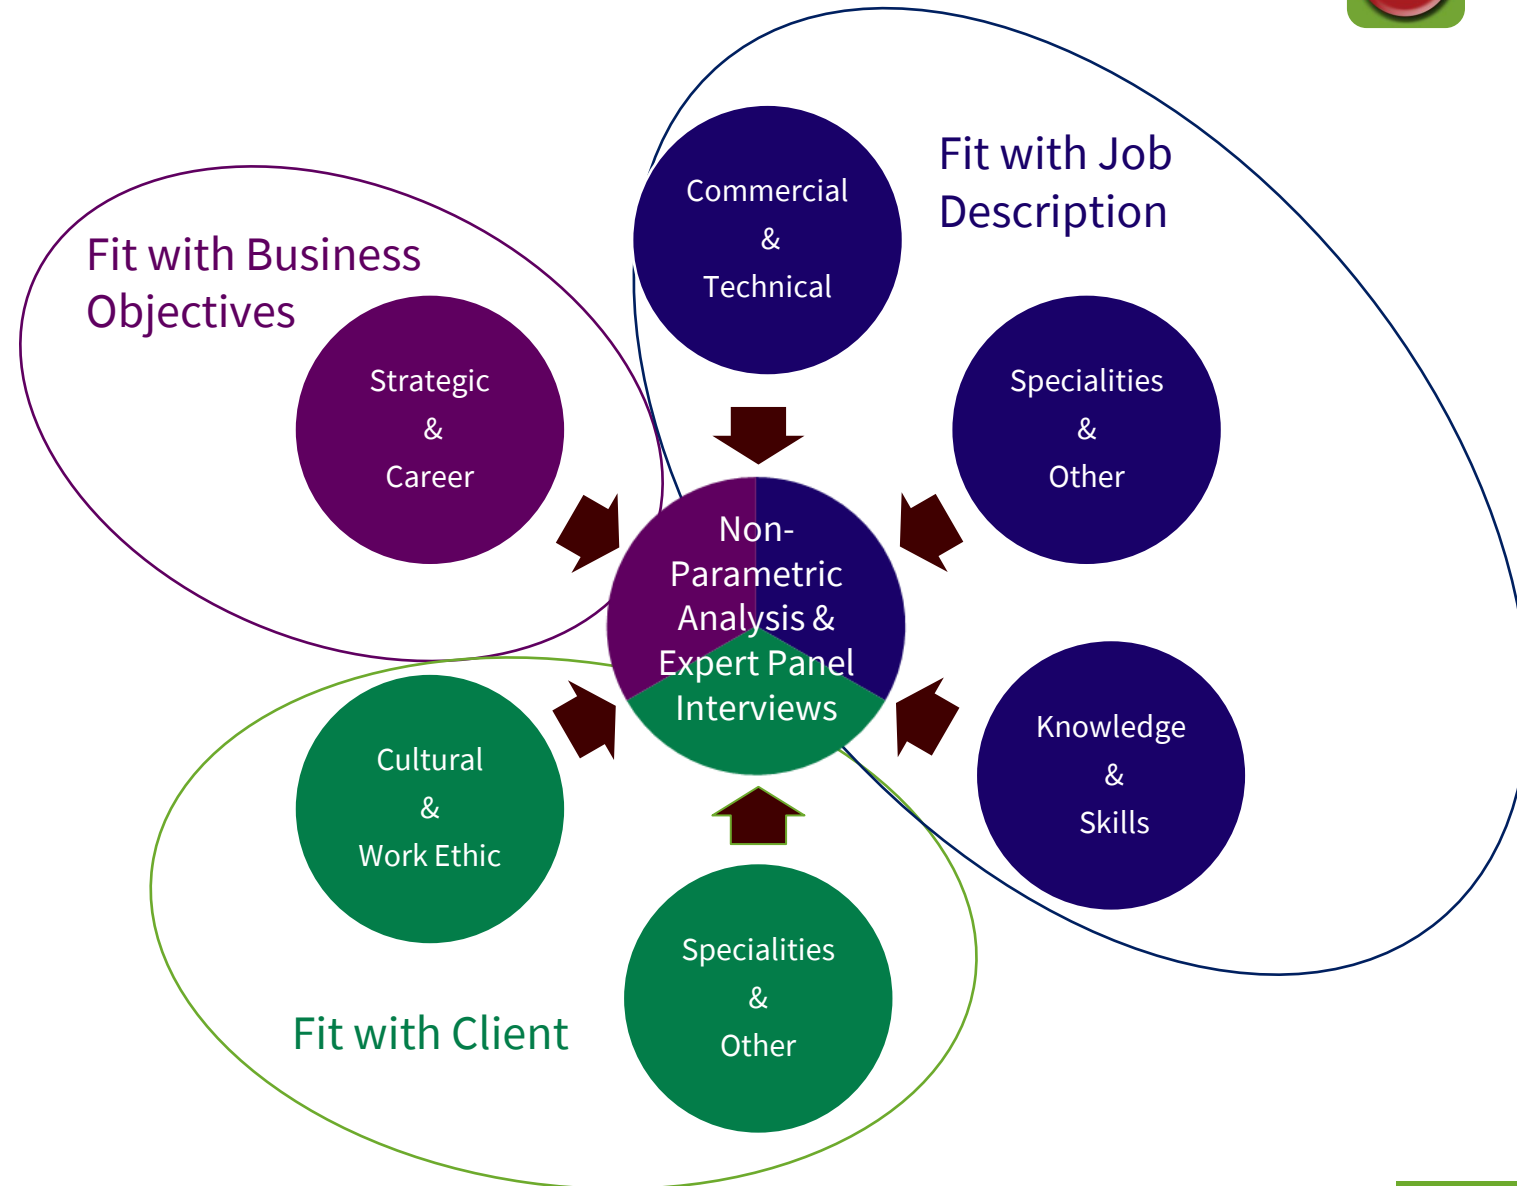 Fit with Business
Objectives
Strategic
&
Career
Commercial
&
Technical
Fit with Job
Description
Specialities
&
Other
Non-
Parametric
Analysis &
Expert Panel
Interviews
Knowledge
&
Skills
Cultural
&
Work Ethic
Fit with Client
Specialities
&
Other